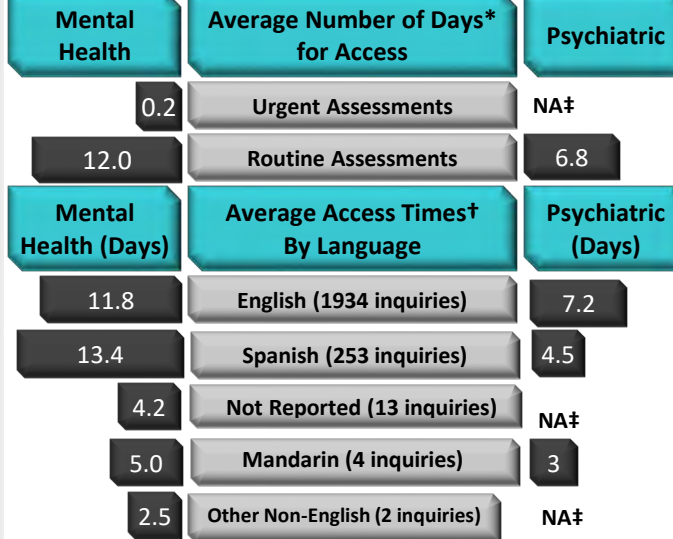 Mental Health
Average Number of Days* for Access
Psychiatric
0.2
Urgent Assessments
NA‡
12.0
Routine Assessments
6.8
Mental Health (Days)
Average Access Times† By Language
Psychiatric (Days)
11.8
English (1934 inquiries)
7.2
13.4
Spanish (253 inquiries)
4.5
4.2
Not Reported (13 inquiries)
NA‡
5.0
Mandarin (4 inquiries)
3
2.5
Other Non-English (2 inquiries)
NA‡